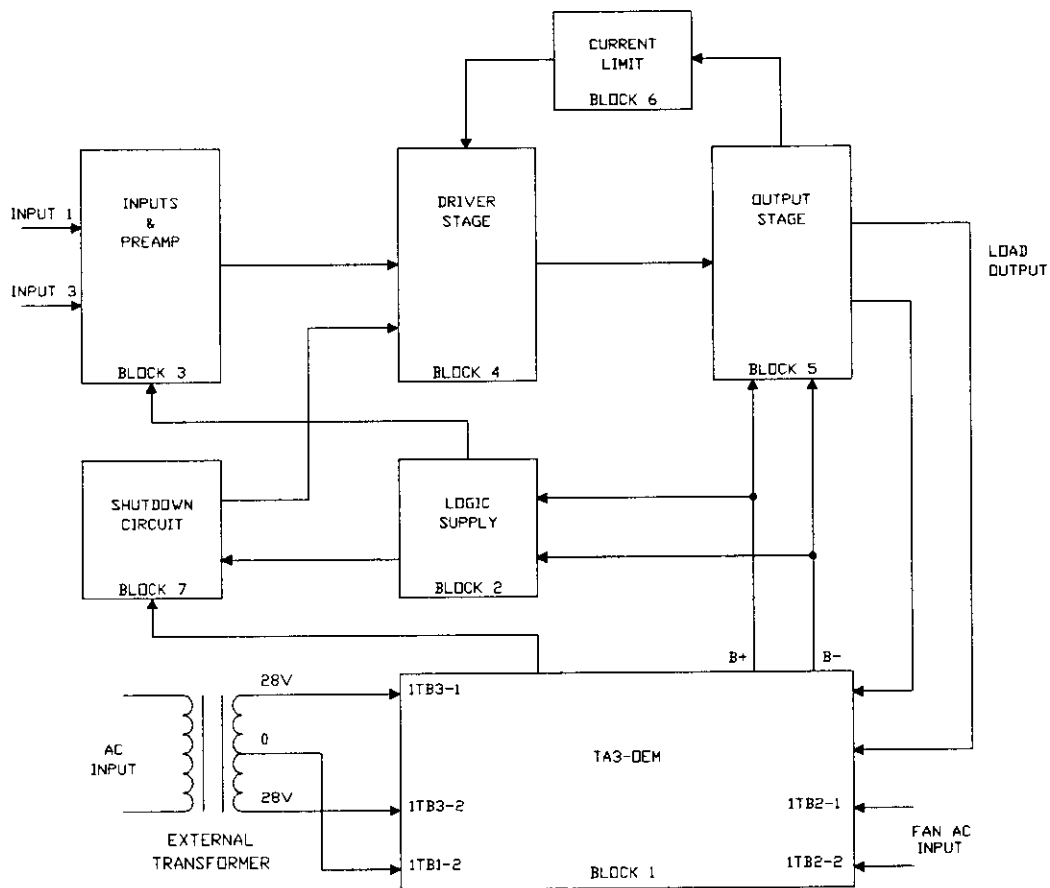 CURRENT
LIMIT
BLOCK 6
INPUT 1
INPUT 3
INPUTS
&
PREAMP
BLOCK 3
DRIVER
STAGE
BLOCK 4
OUTPUT
STAGE
BLOCK 5
LOAD
OUTPUT
SHUTDOWN
CIRCUIT
BLOCK 7
LOGIC
SUPPLY
BLOCK 2
B+
B-
28V
0
28V
AC
INPUT
EXTERNAL
TRANSFORMER
1TB3-1
1TB3-2
1TB1-2
TA3-OEM
BLOCK 1
1TB2-1
1TB2-2
FAN AC
INPUT